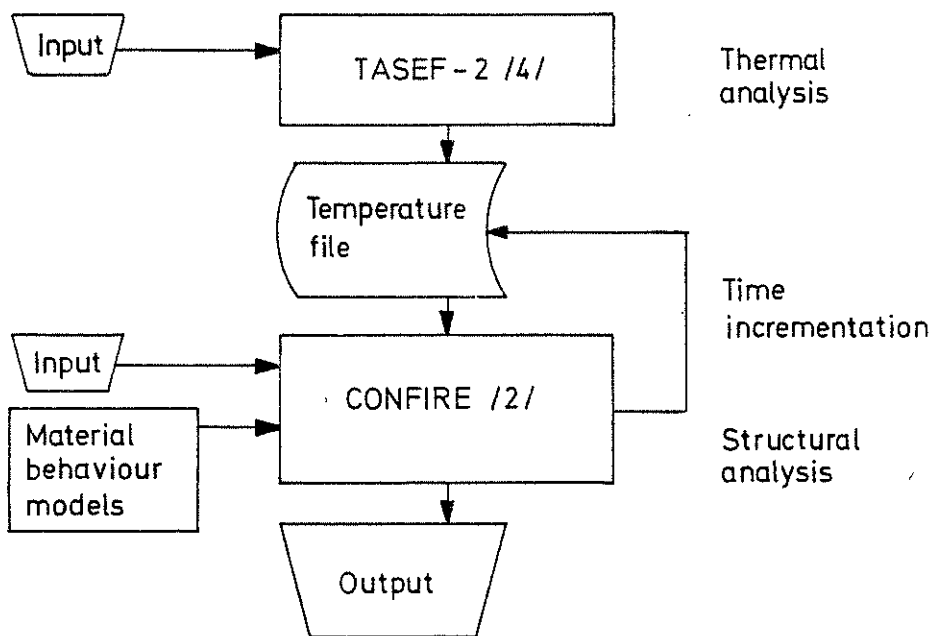 Input
TASEF-2 /4/
Thermal
analysis
Temperature
file
Time
incrementation
Input
CONFIRE /2/
Material
behaviour
models
Structural
analysis
Output